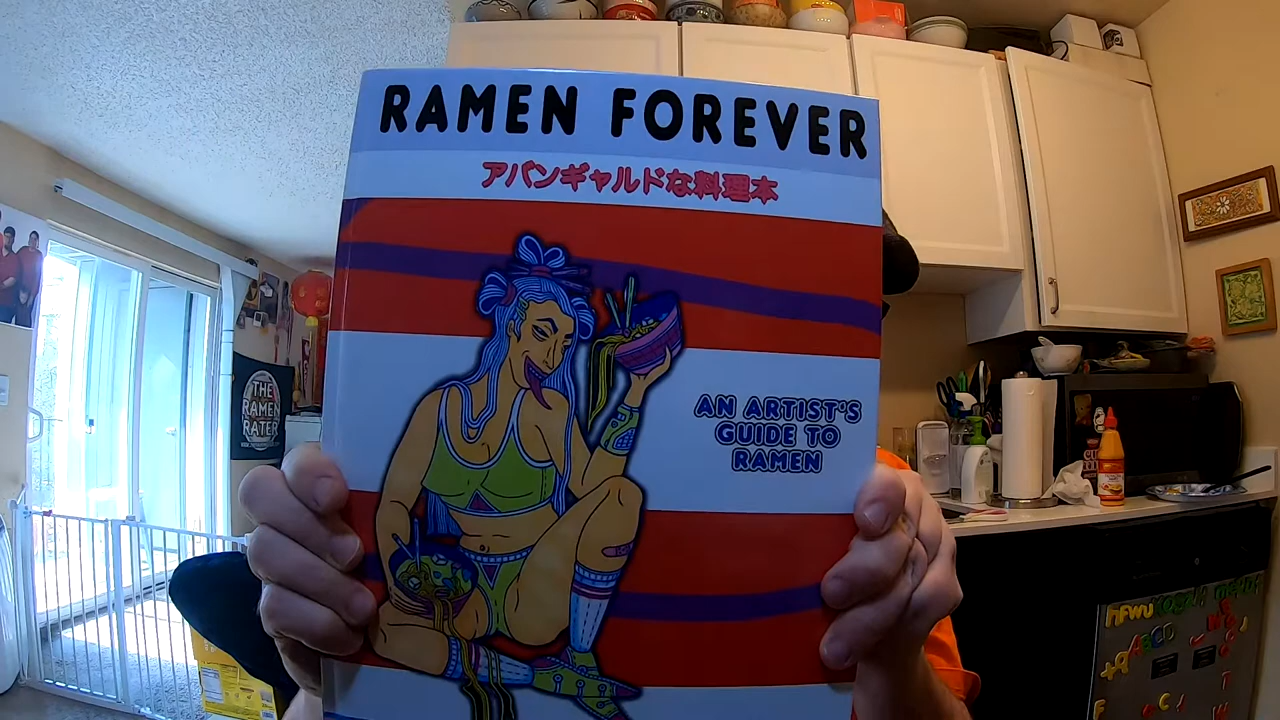 RAMEN FOREVER
アバンギャルドな料理本
AN ARTIST'S
GUIDE TO
RAMEN
THE
RAMEN
RATER